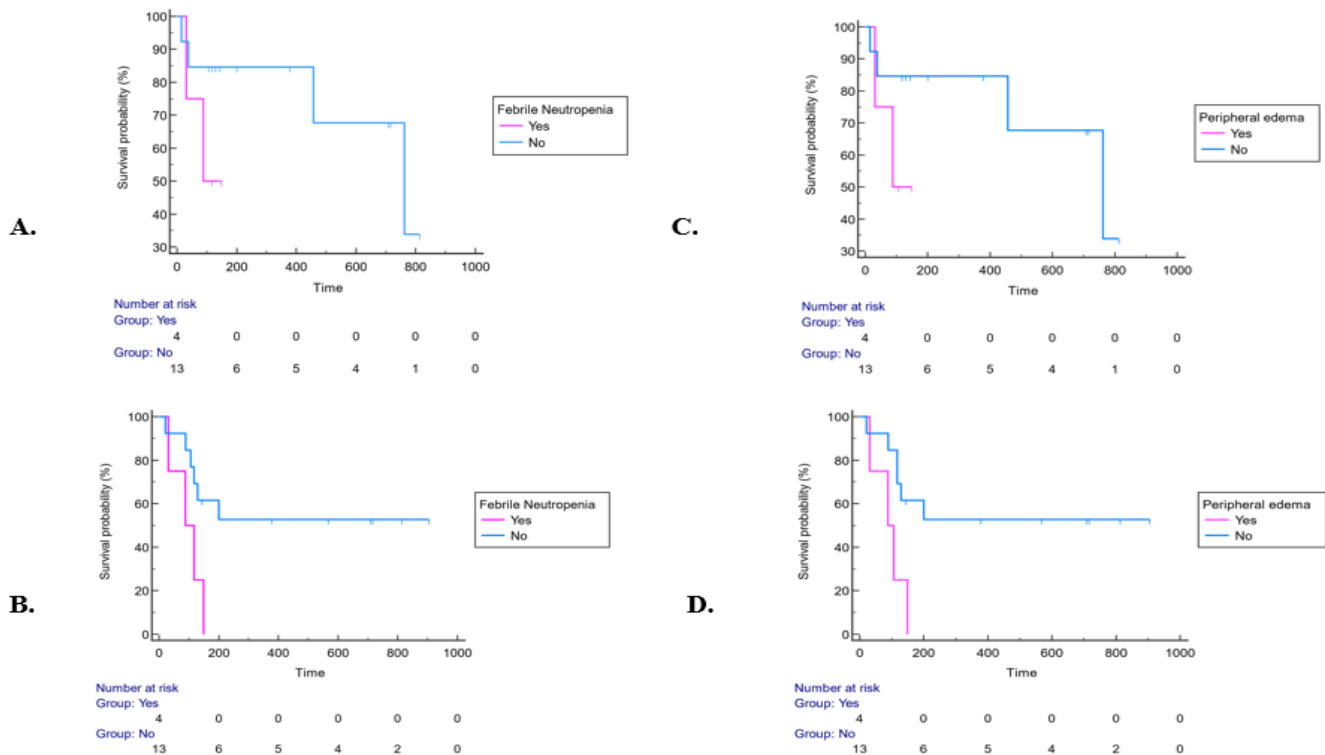 A.
Survival probability (%)
100
90
80
70
60
50
40
30
0 200 400 600 800 1000
Time
Febrile Neutropenia
Yes
No
Number at risk
Group: Yes
4 0 0 0 0 0
Group: No
13 6 5 4 1 0
C.
Survival probability (%)
100
90
80
70
60
50
40
30
0 200 400 600 800 1000
Time
Peripheral edema
Yes
No
Number at risk
Group: Yes
4 0 0 0 0 0
Group: No
13 6 5 4 1 0
B.
Survival probability (%)
100
80
60
40
20
0
0 200 400 600 800 1000
Time
Febrile Neutropenia
Yes
No
Number at risk
Group: Yes
4 0 0 0 0 0
Group: No
13 6 5 4 2 0
D.
Survival probability (%)
100
80
60
40
20
0
0 200 400 600 800 1000
Time
Peripheral edema
Yes
No
Number at risk
Group: Yes
4 0 0 0 0 0
Group: No
13 6 5 4 2 0